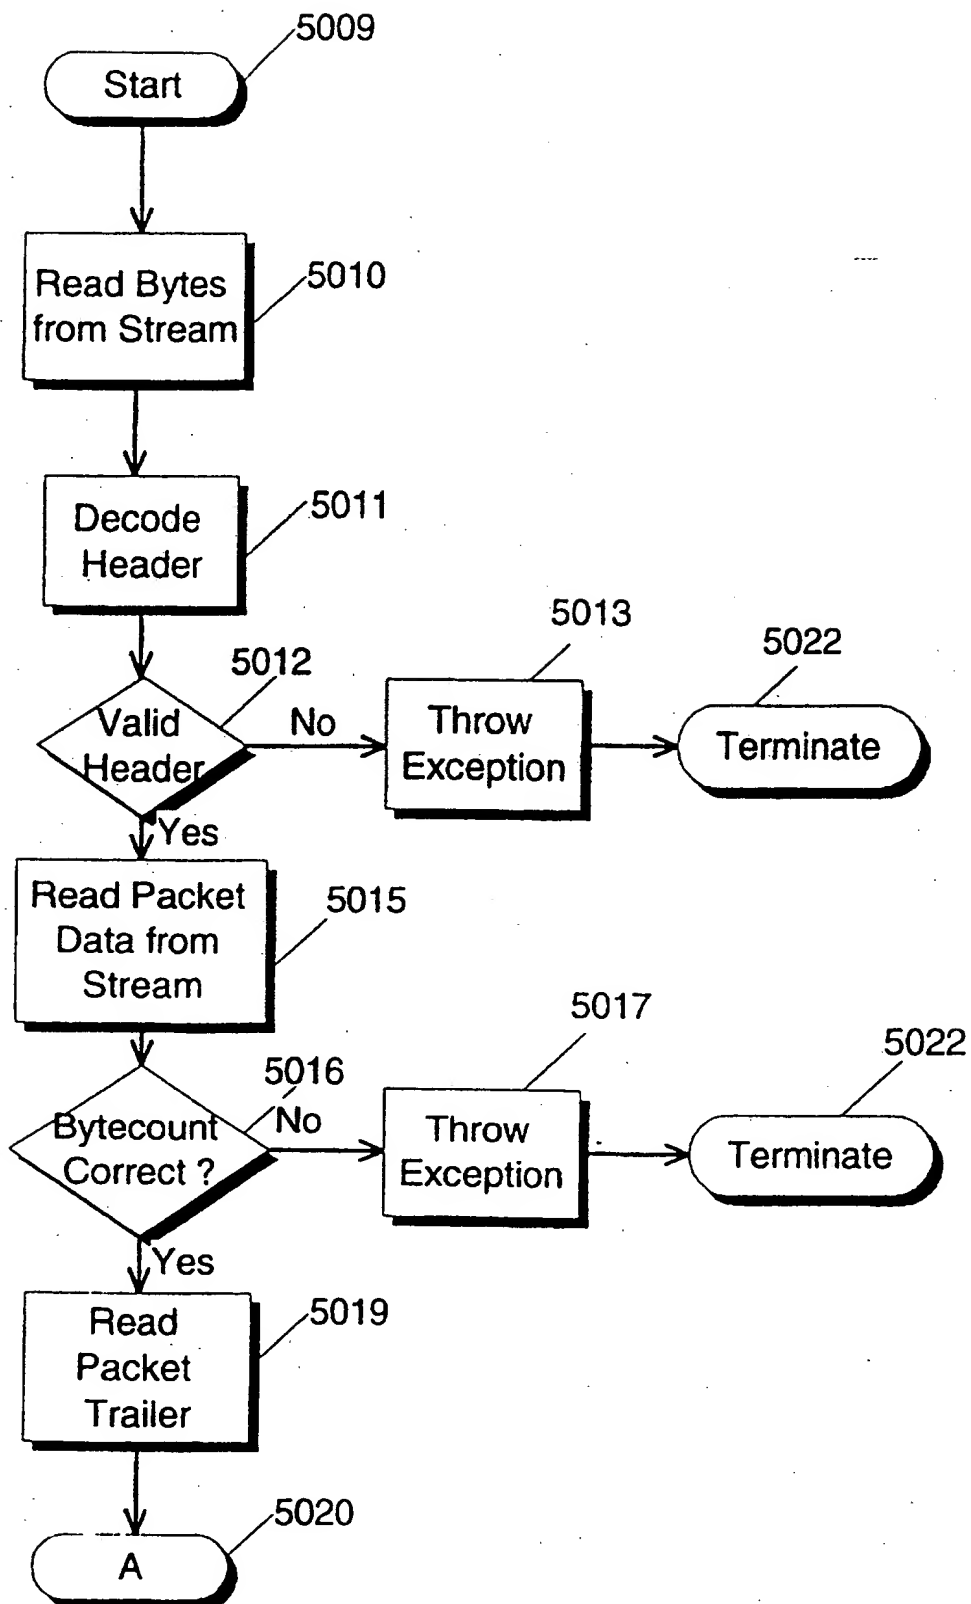 5009
Start
Read Bytes
from Stream
5010
Decode
Header
5011
5012
Valid
Header
No
5013
Throw
Exception
5022
Terminate
Yes
Read Packet
Data from
Stream
5015
5016
Bytecount
Correct ?
No
5017
Throw
Exception
5022
Terminate
Yes
Read
Packet
Trailer
5019
5020
A